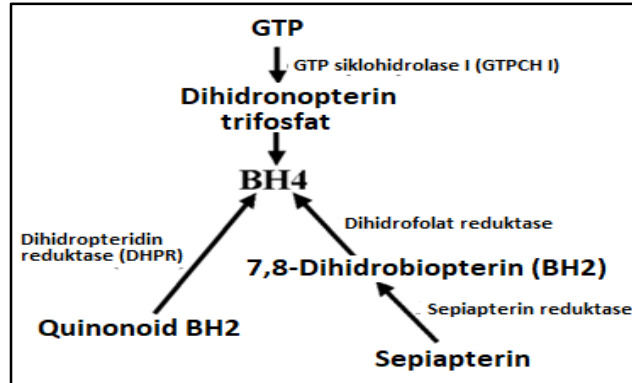 GTP
GTP siklohidrolase I (GTPCH I)
Dihidronopterin
trifosfat
BH4
Dihidropteridin
reduktase (DHPR)
Dihidrofolat reduktase
7,8-Dihidrobiopterin (BH2)
Sepiapterin reduktase
Quinonoid BH2
Sepiapterin